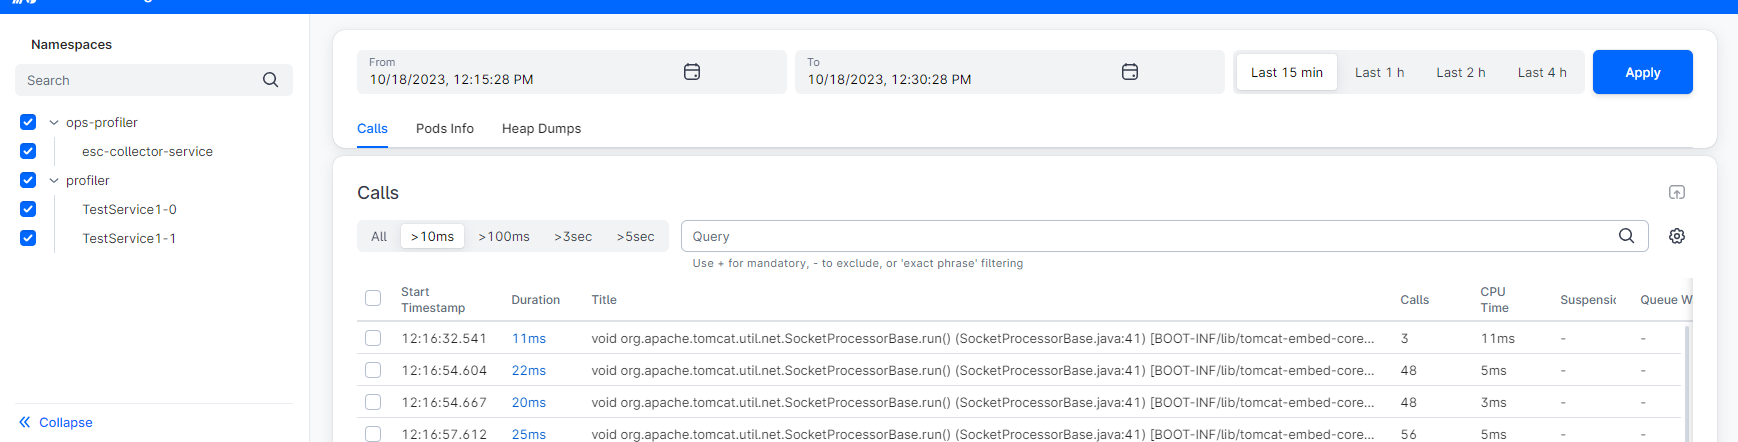 Namespaces
Search
ops-profiler
esc-collector-service
profiler
TestService1-0
TestService1-1
Collapse
From
10/18/2023, 12:15:28 PM
To
10/18/2023, 12:30:28 PM
Last 15 min
Last 1 h
Last 2 h
Last 4 h
Apply
Calls
Pods Info
Heap Dumps
Calls
All
>10ms
>100ms
>3sec
>5sec
Query
Use + for mandatory, - to exclude, or 'exact phrase' filtering
Start Timestamp Duration Title Calls CPU Time Suspensic Queue W
12:16:32.541 11ms void org.apache.tomcat.util.net.SocketProcessorBase.run() (SocketProcessorBase.java:41) [BOOT-INF/lib/tomcat-embed-core... 3 11ms - -
12:16:54.604 22ms void org.apache.tomcat.util.net.SocketProcessorBase.run() (SocketProcessorBase.java:41) [BOOT-INF/lib/tomcat-embed-core... 48 5ms - -
12:16:54.667 20ms void org.apache.tomcat.util.net.SocketProcessorBase.run() (SocketProcessorBase.java:41) [BOOT-INF/lib/tomcat-embed-core... 48 3ms - -
12:16:57.612 25ms void org.apache.tomcat.util.net.SocketProcessorBase.run() (SocketProcessorBase.java:41) [BOOT-INF/lib/tomcat-embed-core... 56 5ms - -